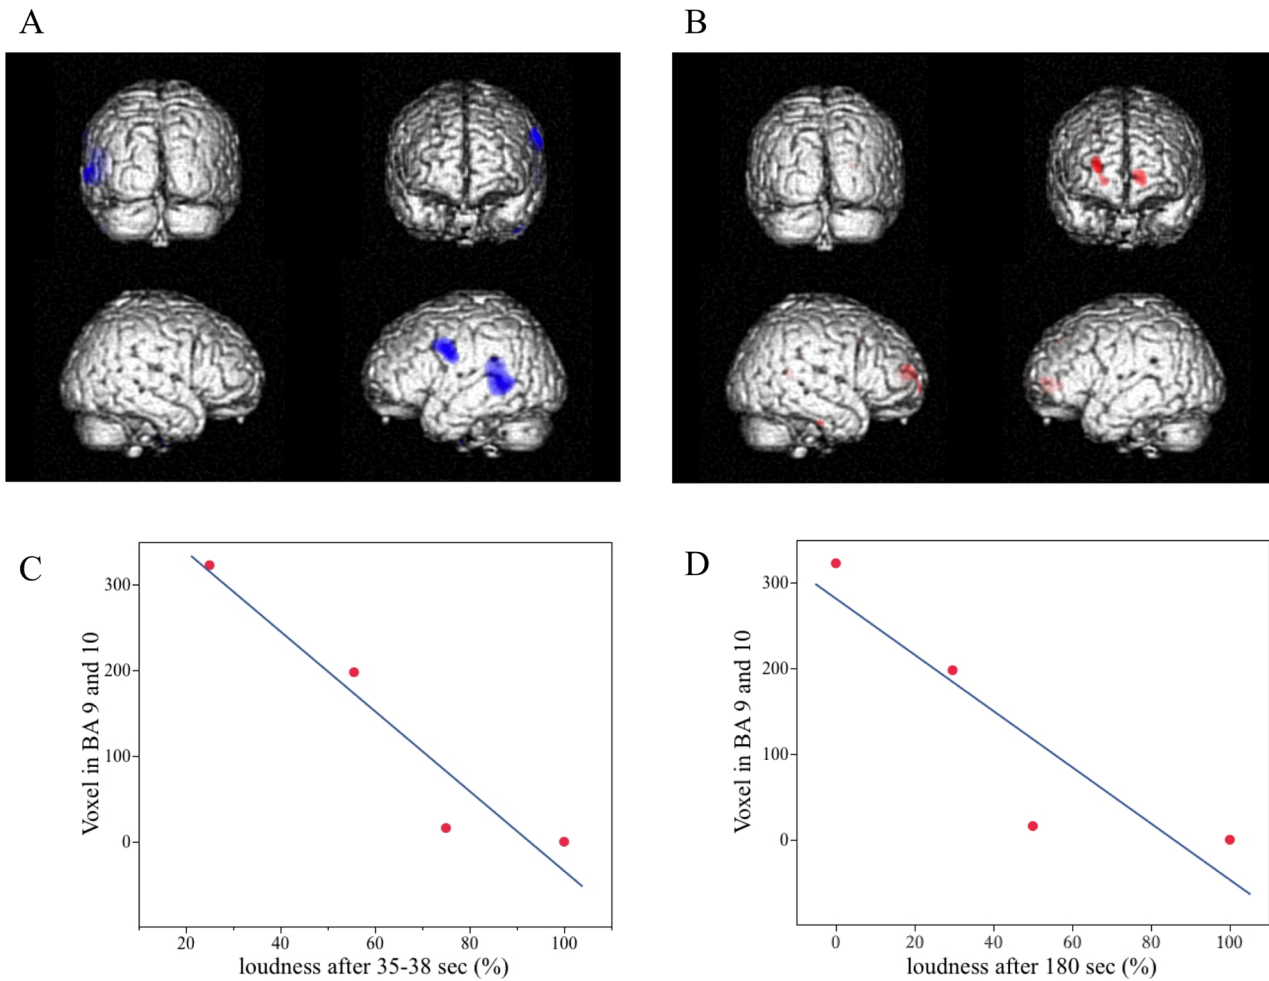 A
B
C
Voxel in BA 9 and 10
300
200
100
0
20 40 60 80 100
loudness after 35-38 sec (%)
D
Voxel in BA 9 and 10
300
200
100
0
0 20 40 60 80 100
loudness after 180 sec (%)